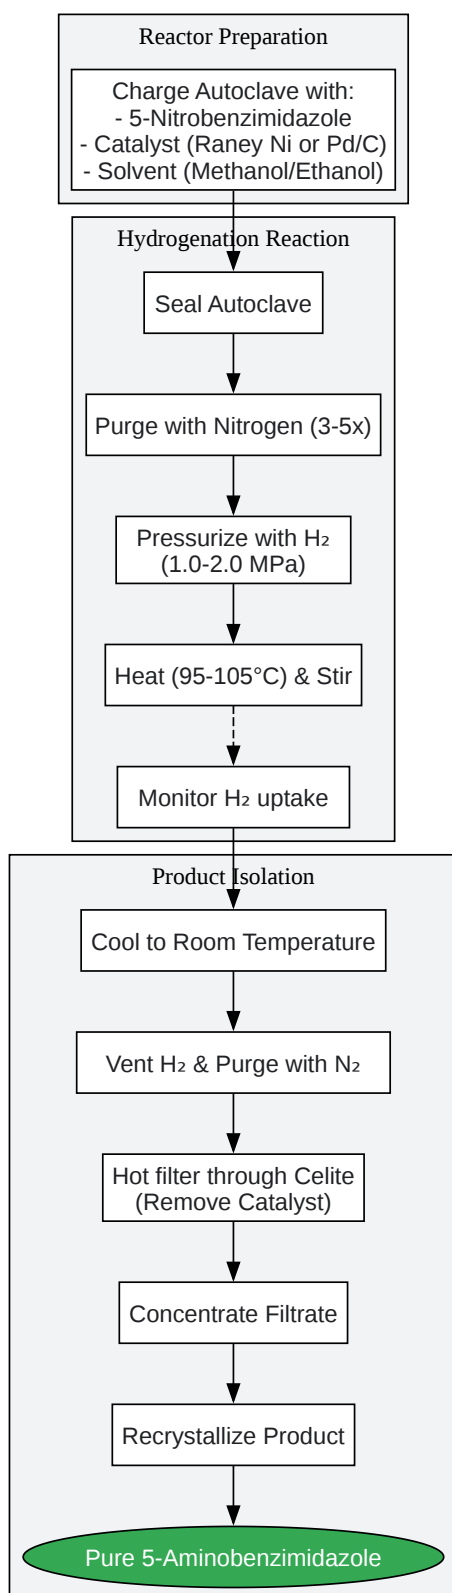 Reactor Preparation
Charge Autoclave with:
- 5-Nitrobenzimidazole
- Catalyst (Raney Ni or Pd/C)
- Solvent (Methanol/Ethanol)
Hydrogenation Reaction
Seal Autoclave
Purge with Nitrogen (3-5x)
Pressurize with H₂
(1.0-2.0 MPa)
Heat (95-105°C) & Stir
Monitor H₂ uptake
Product Isolation
Cool to Room Temperature
Vent H₂ & Purge with N₂
Hot filter through Celite
(Remove Catalyst)
Concentrate Filtrate
Recrystallize Product
Pure 5-Aminobenzimidazole